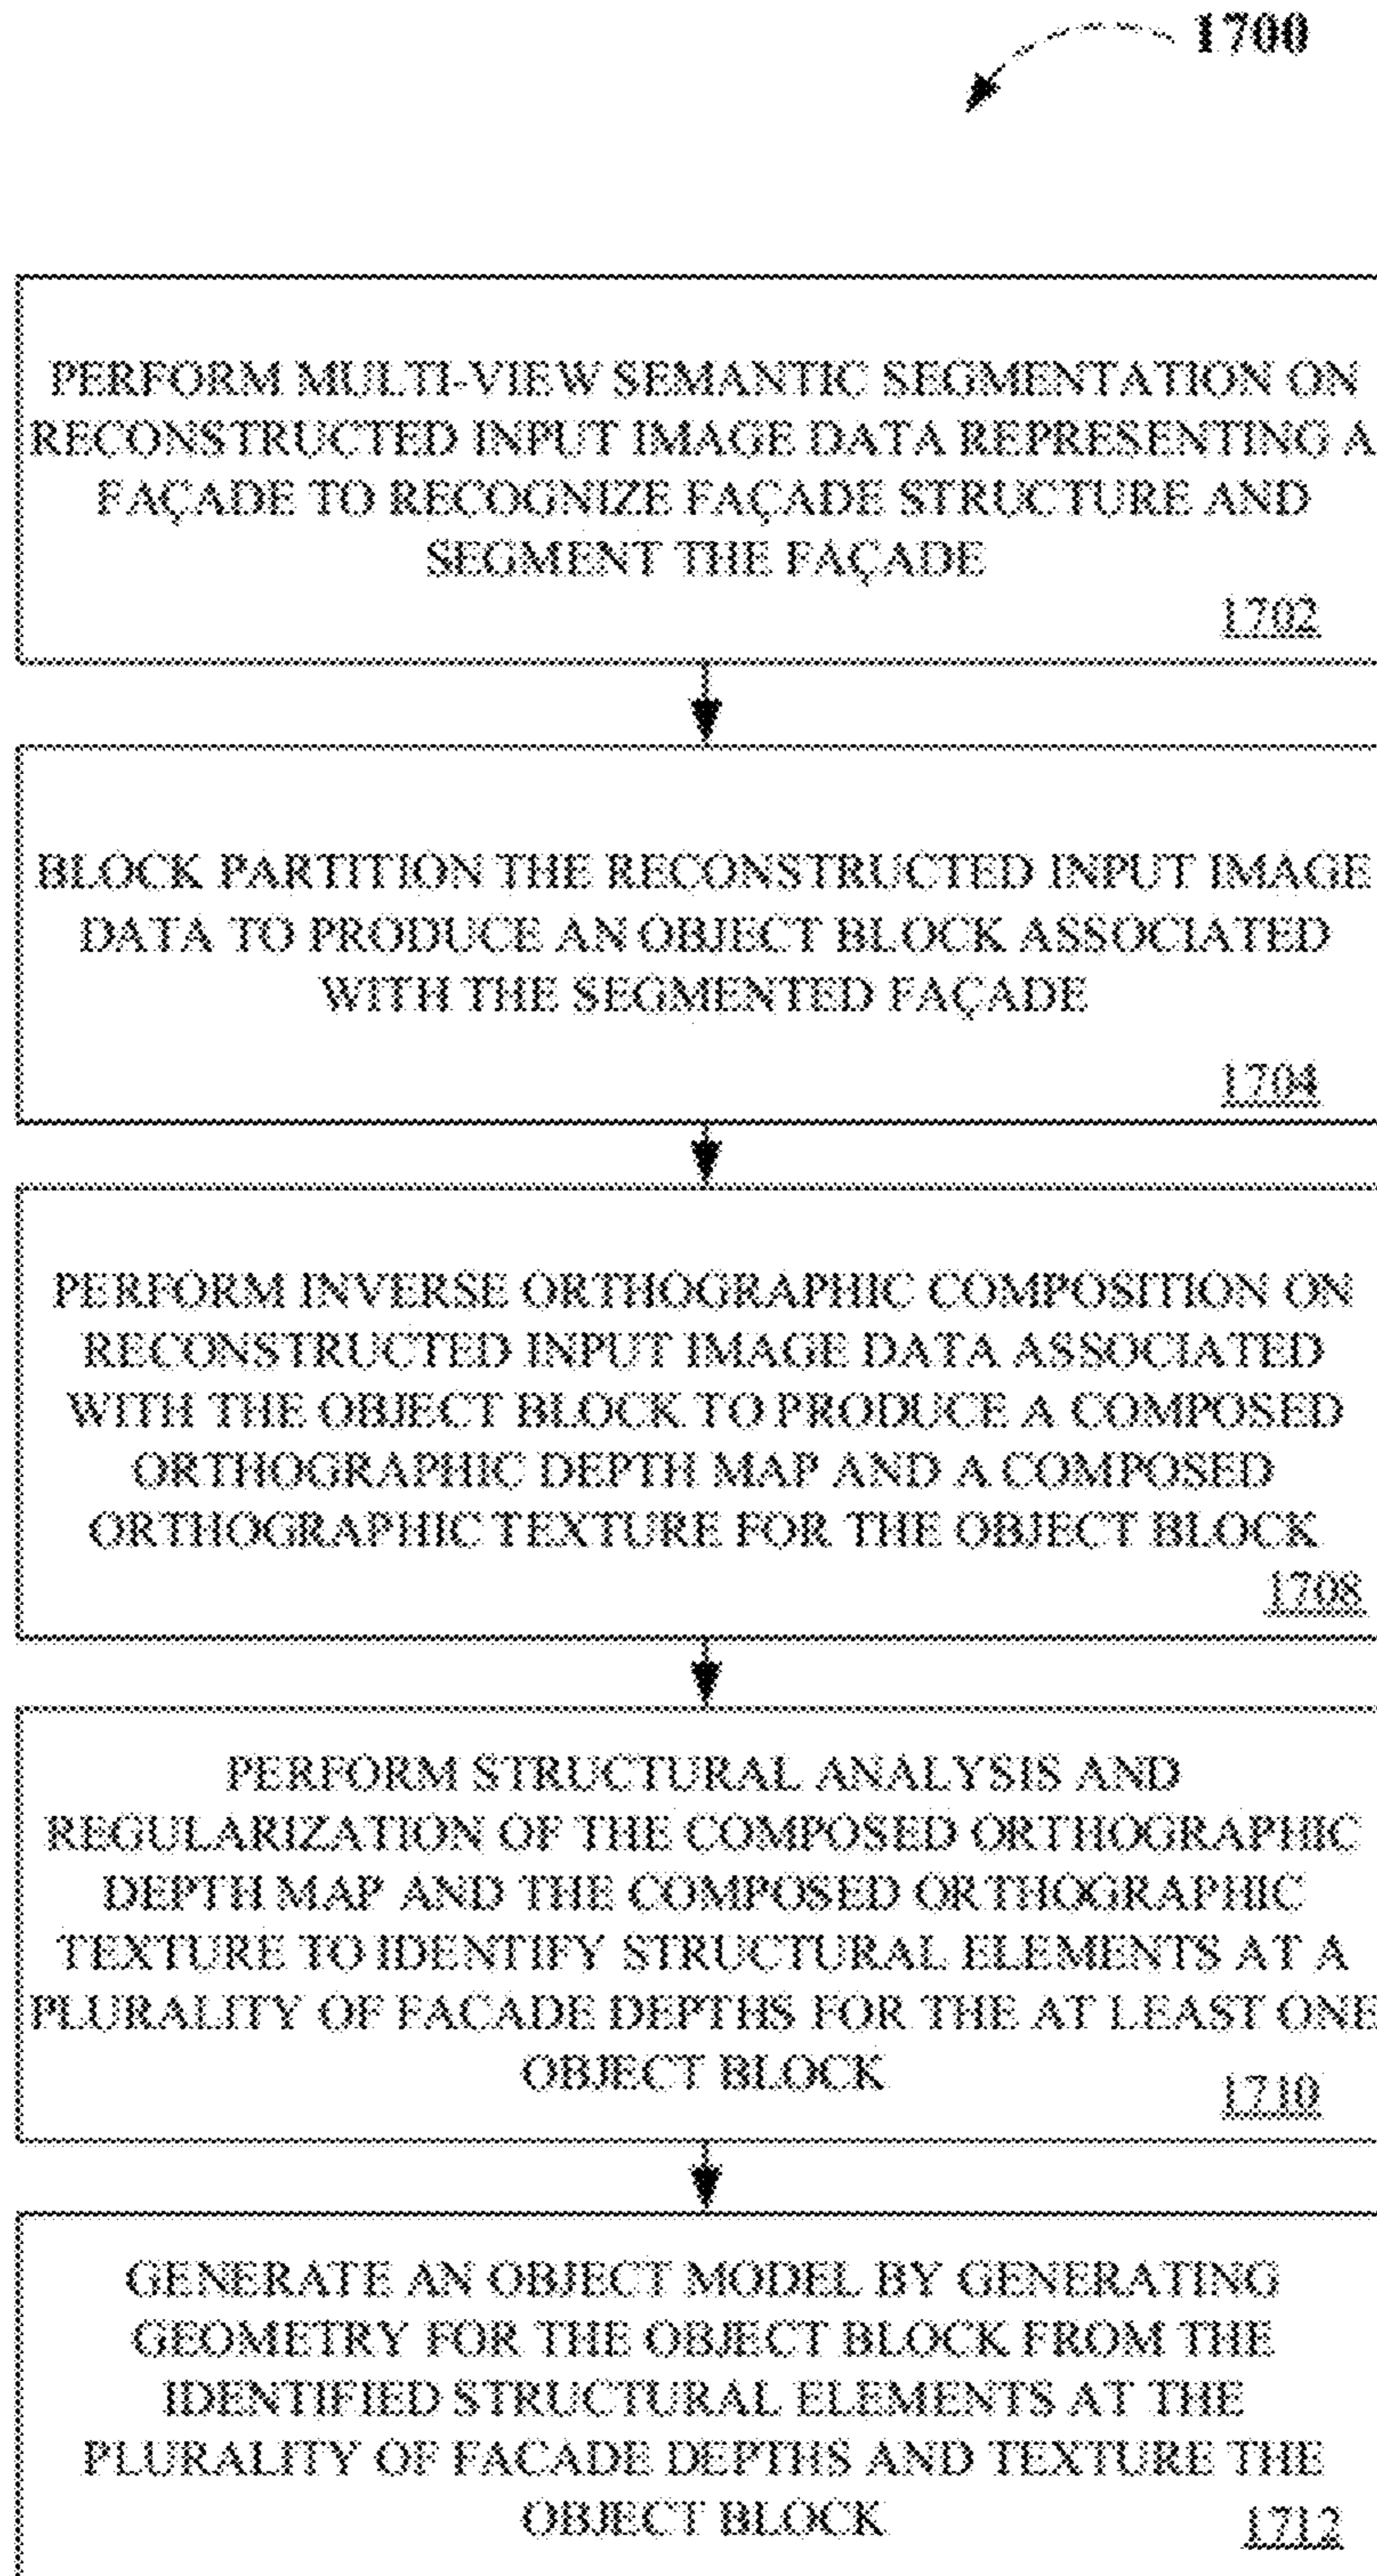 1700
PERFORM MULTI-VIEW SEMANTIC SEGMENTATION ON
RECONSTRUCTED INPUT IMAGE DATA REPRESENTING A
FAÇADE TO RECOGNIZE FAÇADE STRUCTURE AND
SEGMENT THE FAÇADE
1702
BLOCK PARTITION THE RECONSTRUCTED INPUT IMAGE
DATA TO PRODUCE AN OBJECT BLOCK ASSOCIATED
WITH THE SEGMENTED FAÇADE
1704
PERFORM INVERSE ORTHOGRAPHIC COMPOSITION ON
RECONSTRUCTED INPUT IMAGE DATA ASSOCIATED
WITH THE OBJECT BLOCK TO PRODUCE A COMPOSED
ORTHOGRAPHIC DEPTH MAP AND A COMPOSED
ORTHOGRAPHIC TEXTURE FOR THE OBJECT BLOCK
1708
PERFORM STRUCTURAL ANALYSIS AND
REGULARIZATION OF THE COMPOSED ORTHOGRAPHIC
DEPTH MAP AND THE COMPOSED ORTHOGRAPHIC
TEXTURE TO IDENTIFY STRUCTURAL ELEMENTS AT A
PLURALITY OF FACADE DEPTHS FOR THE AT LEAST ONE
OBJECT BLOCK
1710
GENERATE AN OBJECT MODEL BY GENERATING
GEOMETRY FOR THE OBJECT BLOCK FROM THE
IDENTIFIED STRUCTURAL ELEMENTS AT THE
PLURALITY OF FACADE DEPTHS AND TEXTURE THE
OBJECT BLOCK
1712